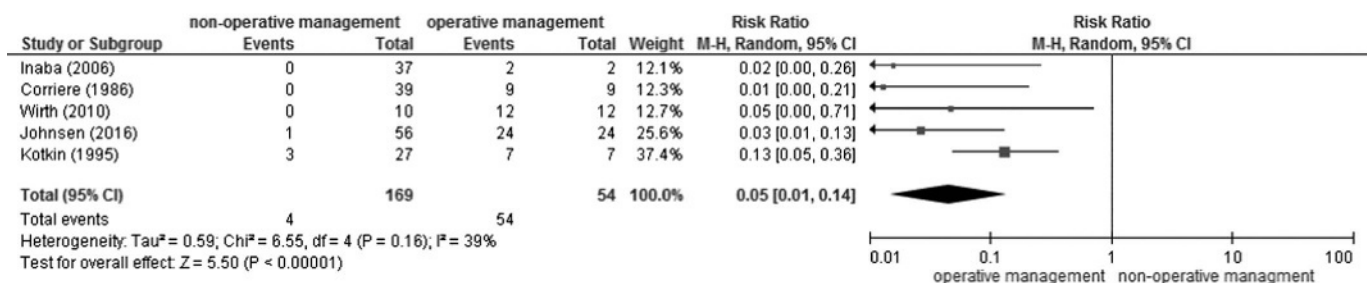 non-operative management operative management Risk Ratio Risk Ratio
Study or Subgroup Events Total Events Total Weight M-H, Random, 95% CI M-H, Random, 95% CI
Inaba (2006) 0 37 2 2 12.1% 0.02 [0.00, 0.26]
Corriere (1986) 0 39 9 9 12.3% 0.01 [0.00, 0.21]
Wirth (2010) 0 10 12 12 12.7% 0.05 [0.00, 0.71]
Johnsen (2016) 1 56 24 24 25.6% 0.03 [0.01, 0.13]
Kotkin (1995) 3 27 7 7 37.4% 0.13 [0.05, 0.36]
Total (95% CI) 169 54 100.0% 0.05 [0.01, 0.14]
Total events 4 54
Heterogeneity: Tau² = 0.59; Chi² = 6.55, df = 4 (P = 0.16); I² = 39%
Test for overall effect: Z = 5.50 (P < 0.00001)
0.01 0.1 1 10 100
operative management non-operative managment